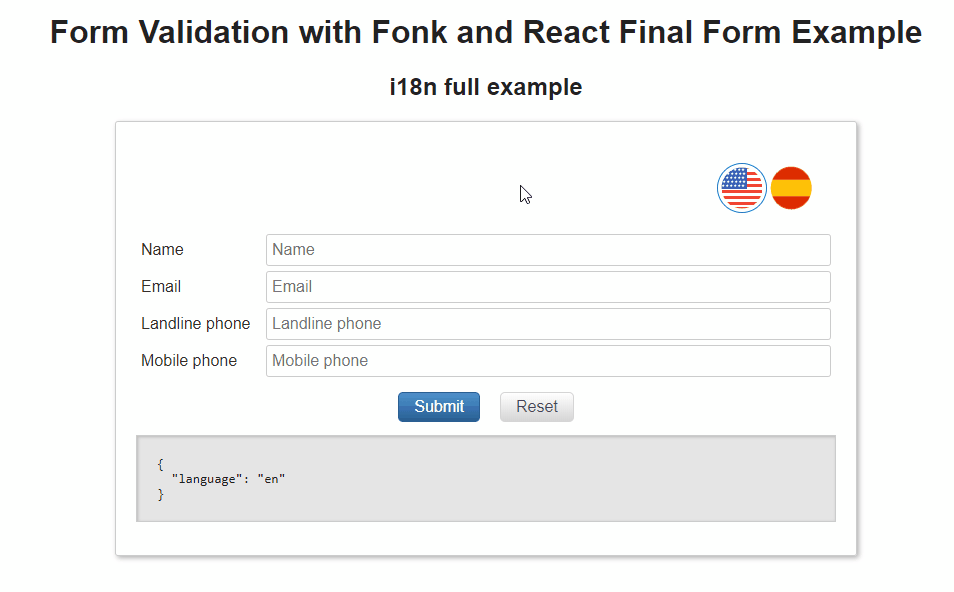 Form Validation with Fonk and React Final Form Example
i18n full example
Name Name
Email Email
Landline phone Landline phone
Mobile phone Mobile phone
Submit Reset
{
"language": "en"
}